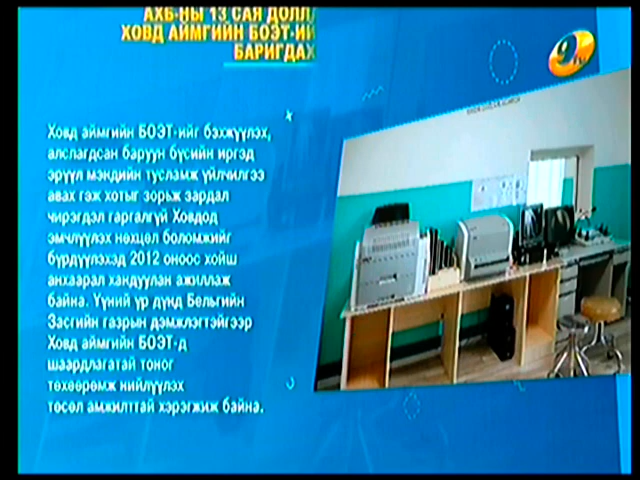 АХБ-НЫ 13 САЯ
ХОВД АЙМГИЙН БОЭТ-ИЙ
БАРИГДАХ
9
TV
Ховд аймгийн БОЭТ-ийг бэхжүүлэх,
алслагдсан баруун бүсийн иргэд
эрүүл мэндийн тусламж үйлчилгээ
авах гэж хотыг зорьж зардал
чирэгдэл гаргалгүй Ховдод
эмчлүүлэх нөхцөл боломжийг
бүрдүүлэхэд 2012 оноос хойш
анхаарал хандуулан ажиллаж
байна. Үүний үр дүнд Бельгийн
Засгийн газрын дэмжлэгтэйгээр
Ховд аймгийн БОЭТ-д
шаардлагатай тоног
төхөөрөмж нийлүүлэх
төсөл амжилттай хэрэгжиж байна.